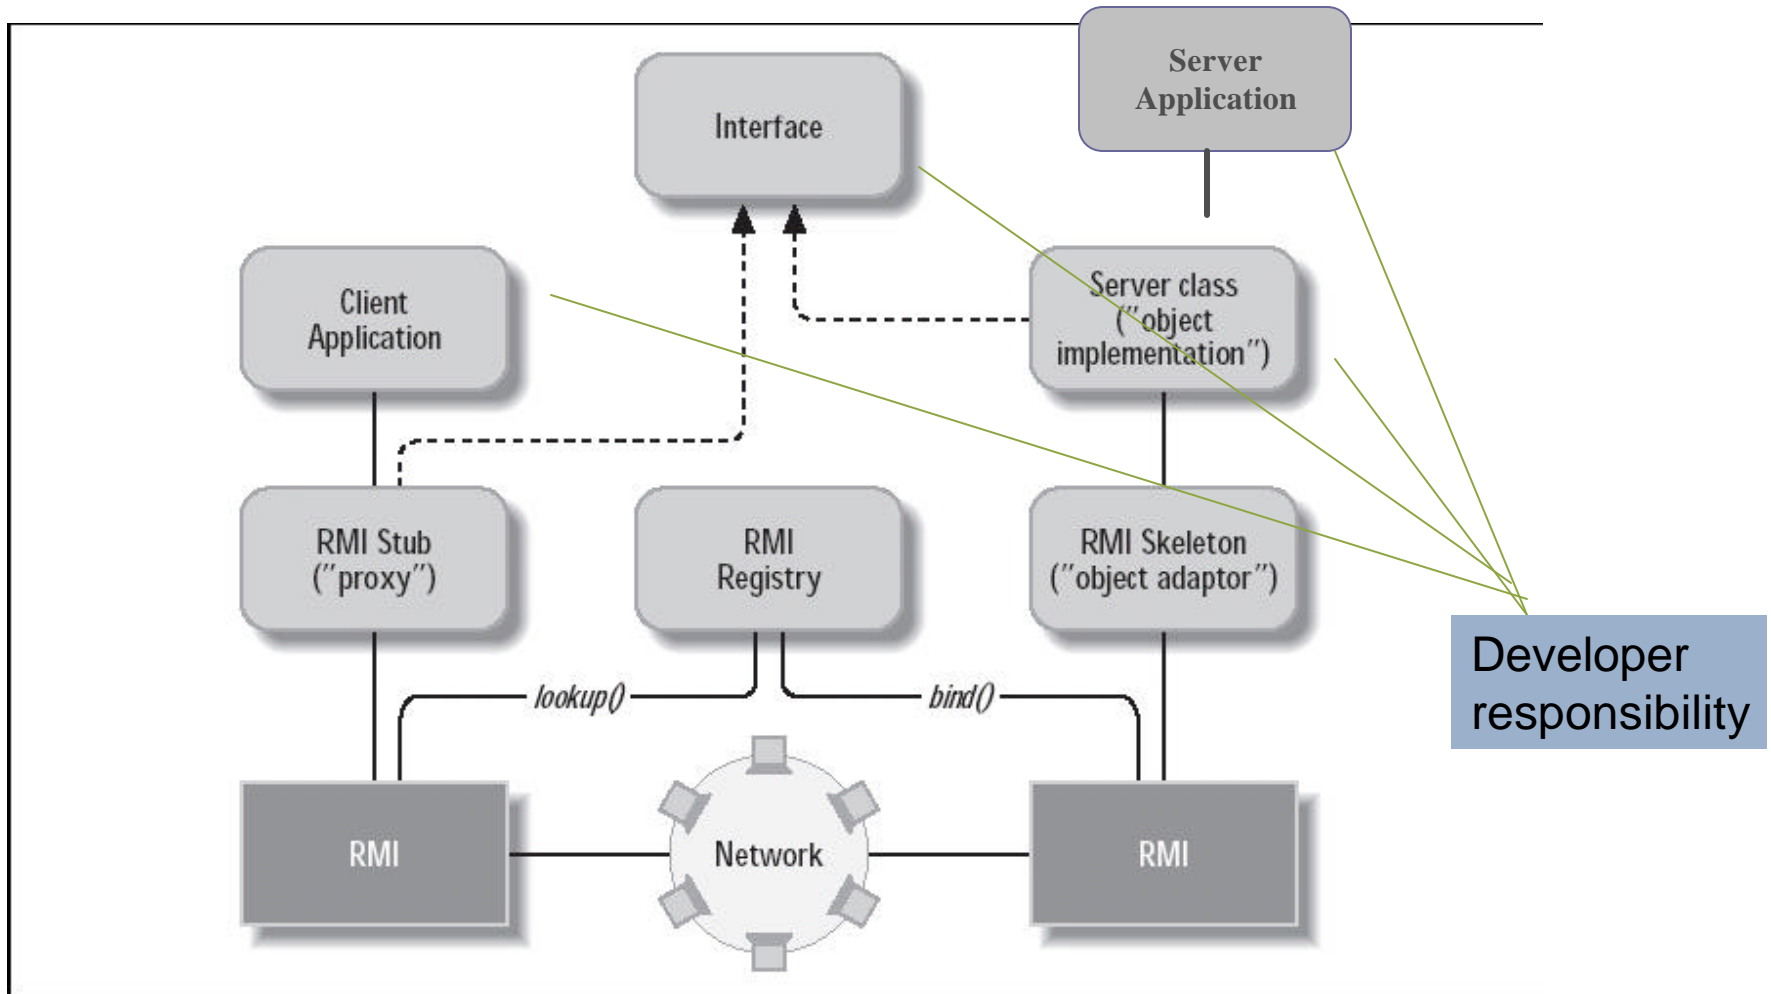 Server
Application
Interface
Client
Application
Server class
("object
implementation")
RMI Stub
("proxy")
RMI
Registry
RMI Skeleton
("object adaptor")
Developer
responsibility
lookup()
bind()
RMI
Network
RMI